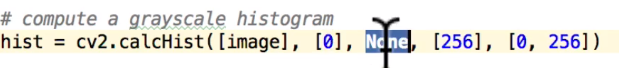 # compute a grayscale histogram
hist = cv2.calcHist([image], [0], None, [256], [0, 256])